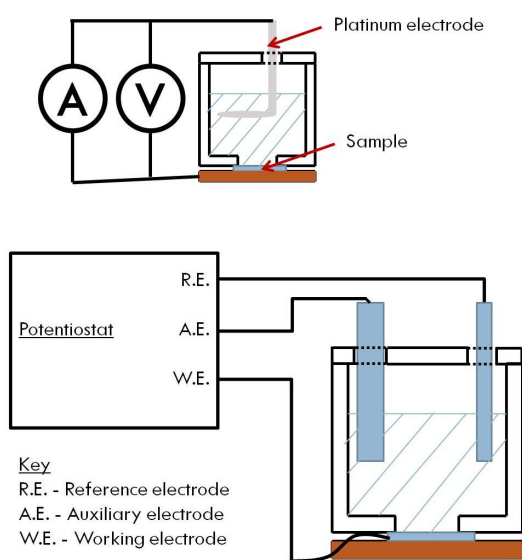 Platinum electrode
A
V
Sample
R.E.
Potentiostat
A.E.
W.E.
Key
R.E. - Reference electrode
A.E. - Auxiliary electrode
W.E. - Working electrode